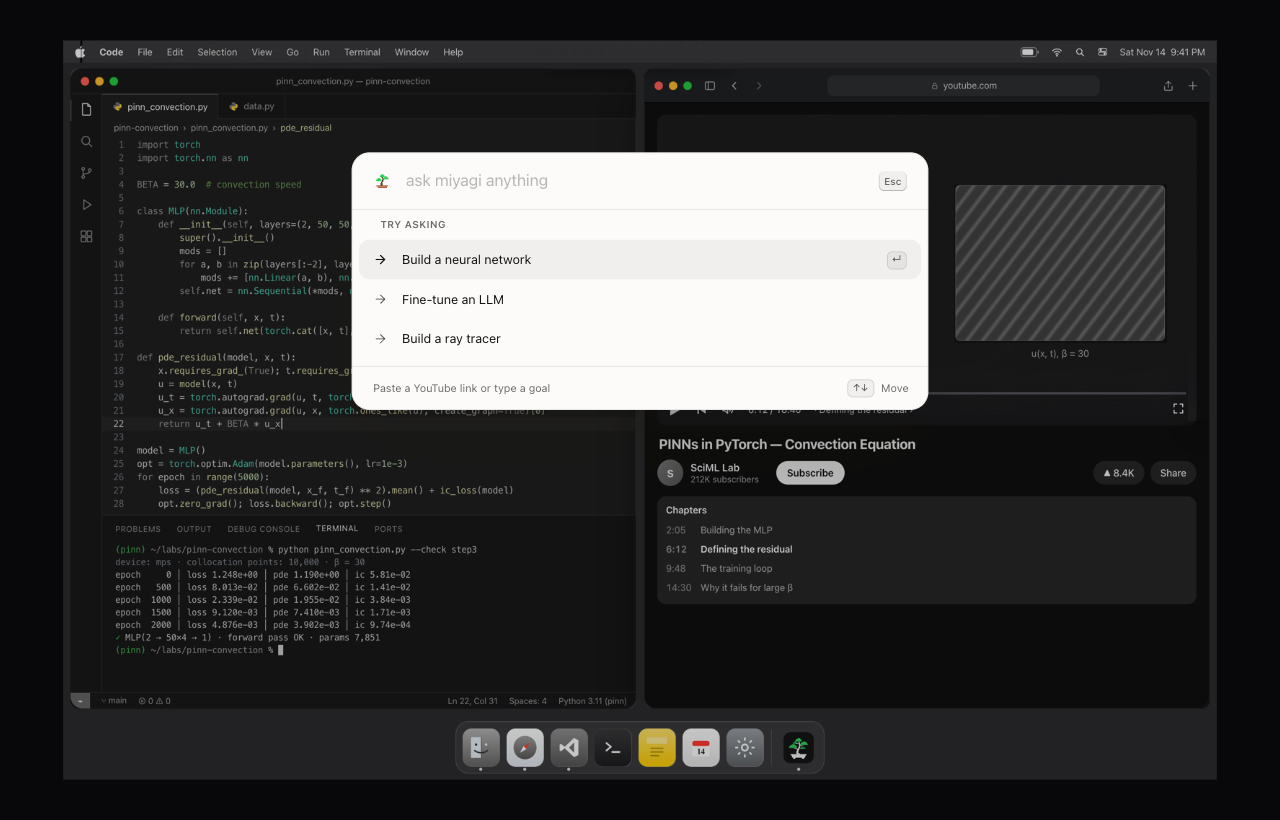 Code File Edit Selection View Go Run Terminal Window Help
Sat Nov 14 9:41 PM
pinn_convection.py — pinn-convection
pinn_convection.py
data.py
pinn-convection › pinn_convection.py › pde_residual
1 import torch
2 import torch.nn as nn
3
4 BETA = 30.0 # convection speed
5
6 class MLP(nn.Module):
7 def __init__(self, layers=(2, 50, 50,
8 super().__init__()
9 mods = []
10 for a, b in zip(layers[:-2],
11 mods += [nn.Linear(a, b),
12 self.net = nn.Sequential(*mods,
13
14 def forward(self, x, t):
15 return self.net(torch.cat([x, t]
16
17 def pde_residual(model, x, t):
18 x.requires_grad_(True);
19 u = model(x, t)
20 u_t = torch.autograd.grad(u, t,
21 u_x = torch.autograd.grad(u, x, torch.ones_like(u), create_graph=True)[0]
22 return u_t + BETA * u_x
23
24 model = MLP()
25 opt = torch.optim.Adam(model.parameters(), lr=1e-3)
26 for epoch in range(5000):
27 loss = (pde_residual(model, x_f, t_f) ** 2).mean() + ic_loss(model)
28 opt.zero_grad(); loss.backward(); opt.step()
PROBLEMS OUTPUT DEBUG CONSOLE TERMINAL PORTS
(pinn) ~/labs/pinn-convection % python pinn_convection.py --check step3
device: mps · collocation points: 10,000 · β = 30
epoch 0 | loss 1.248e+00 | pde 1.190e+00 | ic 5.81e-02
epoch 500 | loss 8.013e-02 | pde 6.602e-02 | ic 1.41e-02
epoch 1000 | loss 2.339e-02 | pde 1.955e-02 | ic 3.84e-03
epoch 1500 | loss 9.120e-03 | pde 7.410e-03 | ic 1.71e-03
epoch 2000 | loss 4.876e-03 | pde 3.902e-03 | ic 9.74e-04
✓ MLP(2 → 50×4 → 1) · forward pass OK · params 7,851
(pinn) ~/labs/pinn-convection %
main 0 0
Ln 22, Col 31 Spaces: 4 Python 3.11 (pinn)
ask miyagi anything
Esc
TRY ASKING
→ Build a neural network
→ Fine-tune an LLM
→ Build a ray tracer
Paste a YouTube link or type a goal
↑↓ Move
youtube.com
u(x, t), β = 30
PINNs in PyTorch — Convection Equation
S
SciML Lab
212K subscribers
Subscribe
8.4K
Share
Chapters
2:05 Building the MLP
6:12 Defining the residual
9:48 The training loop
14:30 Why it fails for large β
14